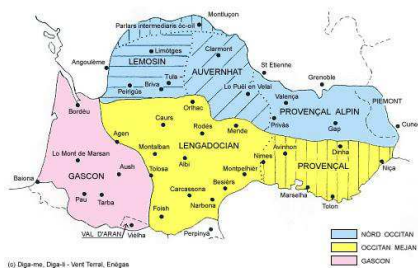 Montluçon
Parlars intermediaris òc-oïl
Limòtges
Clarmont
Angoulème
LEMOSIN
St Etienne
AUVERNHAT
Tula
Grenoble
Briva
Lo Puèi en Velai
Peirigús
PIEMONT
Valença
PROVENÇAL ALPIN
Orlhac
Bordèu
Privàs
Gap
Cuneo
Caurs
Rodés
Mende
Agen
LENGADOCIAN
Dinha
Lo Mont de Marsan
Montalban
Nimes
Avinhon
Albi
PROVENÇAL
Niça
Aush
Tolosa
Montpelhièr
GASCON
Baiona
Besièrs
Marselha
Pau
Tarba
Carcassona
Tolon
Foish
Narbona
VAL D'ARAN
Vielha
Perpinyà
NÒRD OCCITAN
OCCITAN MEJAN
GASCON
(c) Diga-me, Diga-li - Vent Terral, Enègas